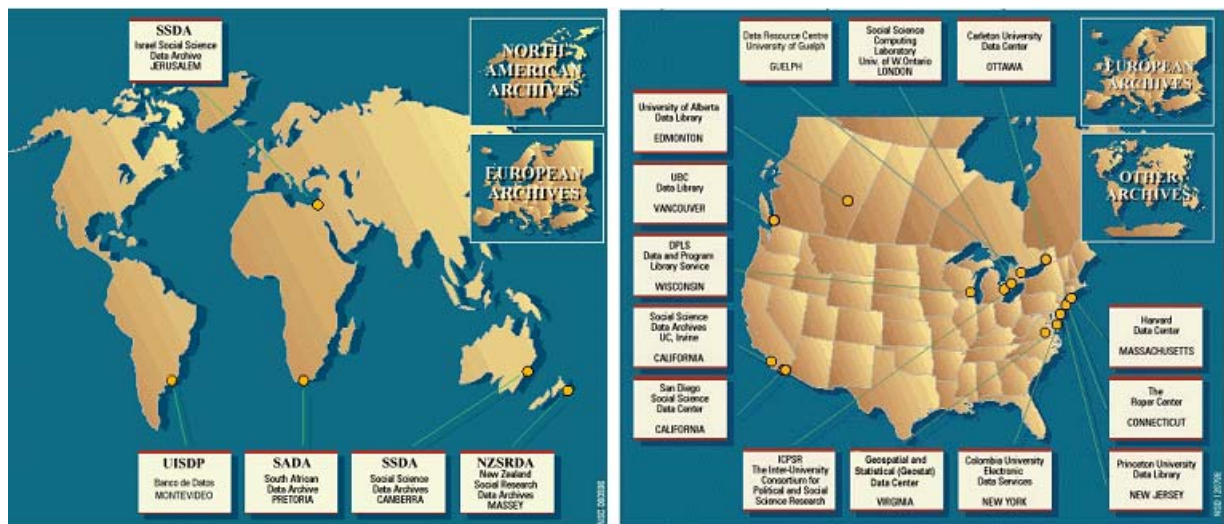 SSDA
Israel Social Science
Data Archive
JERUSALEM
NORTH
AMERICAN
ARCHIVES
EUROPEAN
ARCHIVES
UISDP
Banco de Datos
MONTEVIDEO
SADA
South African
Data Archive
PRETORIA
SSDA
Social Science
Data Archives
CANBERRA
NZSRDA
New Zealand
Social Research
Data Archives
MASSEY
Data Resource Centre
University of Guelph
GUELPH
Social Science
Computing
Laboratory
Univ. of W.Ontario
LONDON
Carleton University
Data Center
OTTAWA
EUROPEAN
ARCHIVES
OTHER
ARCHIVES
University of Alberta
Data Library
EDMONTON
UBC
Data Library
VANCOUVER
DPLS
Data and Program
Library Service
WISCONSIN
Social Science
Data Archives
UC, Irvine
CALIFORNIA
San Diego
Social Science
Data Center
CALIFORNIA
Harvard
Data Center
MASSACHUSETTS
The
Roper Center
CONNECTICUT
ICPSR
The Inter-University
Consortium for
Political and Social
Science Research
Geospatial and
Statistical (Geostat)
Data Center
VIRGINIA
Colombia University
Electronic
Data Services
NEW YORK
Princeton University
Data Library
NEW JERSEY